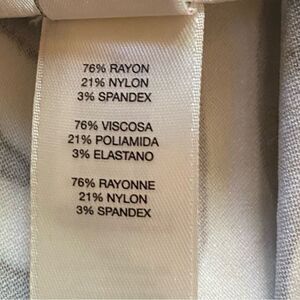 76% RAYON
21% NYLON
3% SPANDEX
76% VISCOSA
21% POLIAMIDA
3% ELASTANO
76% RAYONNE
21% NYLON
3% SPANDEX